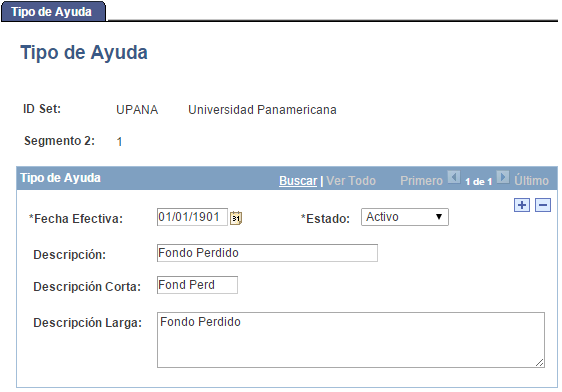 Tipo de Ayuda
Tipo de Ayuda
ID Set: UPANA Universidad Panamericana
Segmento 2: 1
Tipo de Ayuda Buscar | Ver Todo Primero 1 de 1 Último
*Fecha Efectiva: 01/01/1901 31 *Estado: Activo
Descripción: Fondo Perdido
Descripción Corta: Fond Perd
Descripción Larga: Fondo Perdido